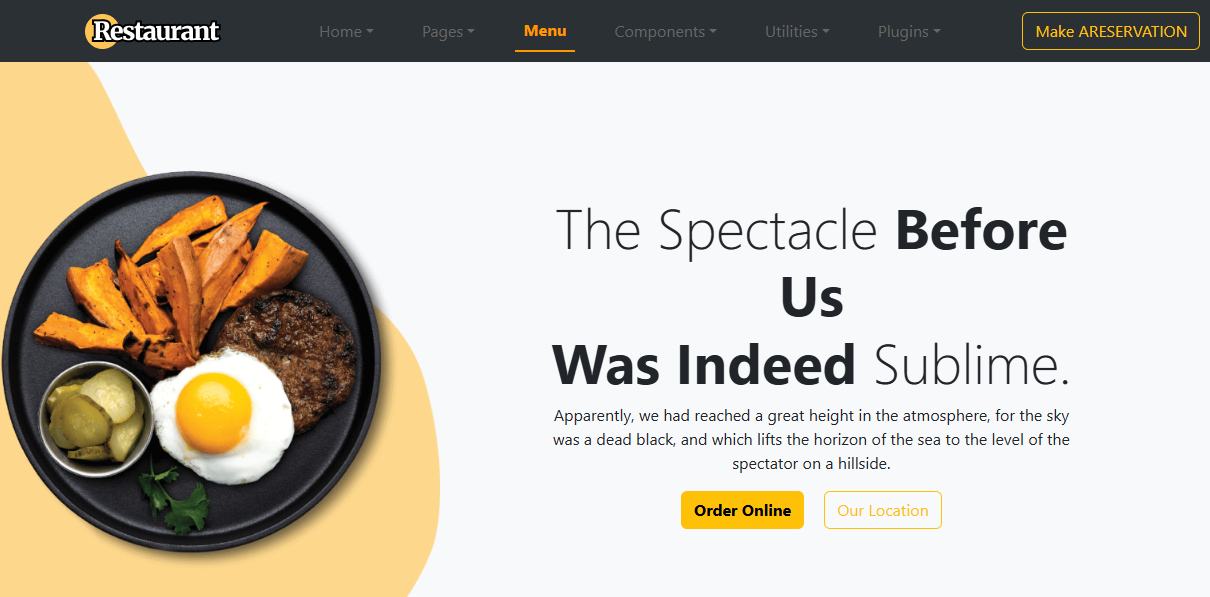 Restaurant
Home
Pages
Menu
Components
Utilities
Plugins
Make ARESERVATION
The Spectacle Before
Us
Was Indeed Sublime.
Apparently, we had reached a great height in the atmosphere, for the sky
was a dead black, and which lifts the horizon of the sea to the level of the
spectator on a hillside.
Order Online
Our Location